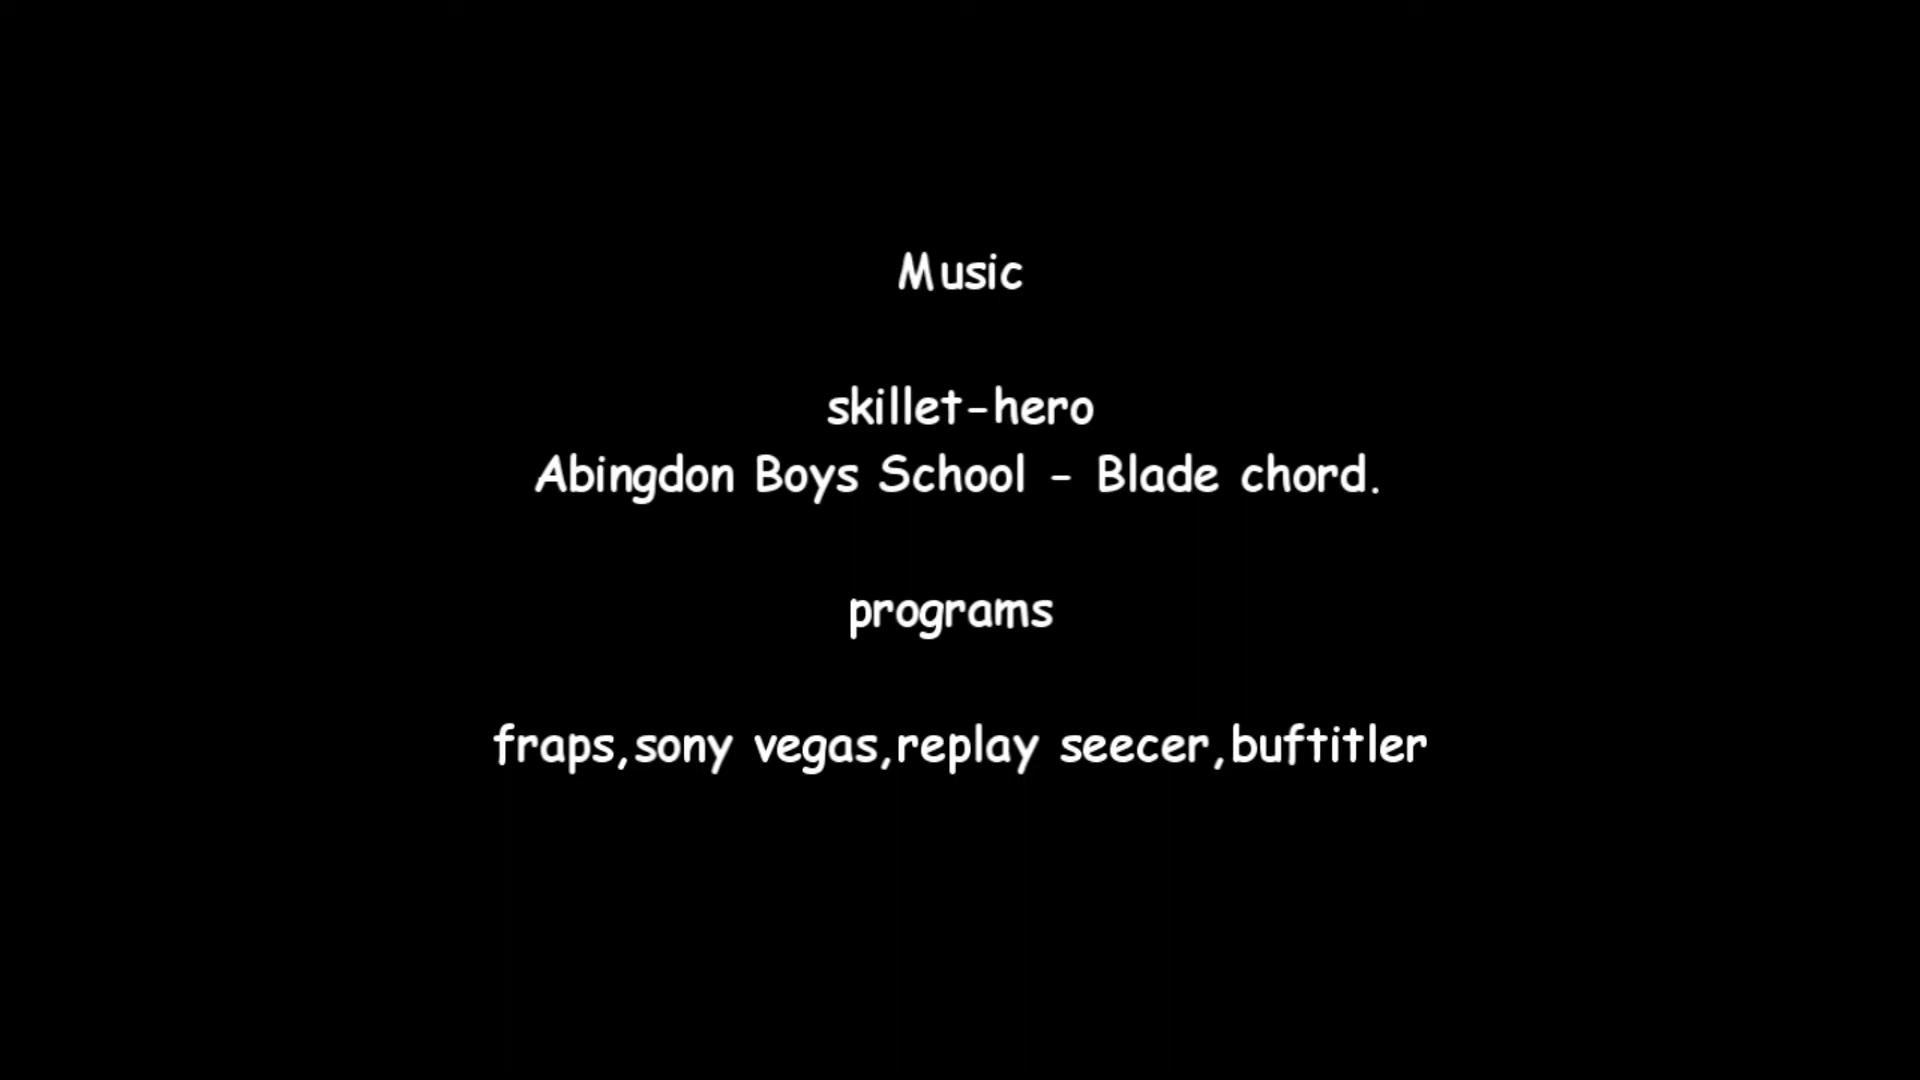 Music
skillet-hero
Abingdon Boys School - Blade chord.
programs
fraps,sony vegas,replay seecer,buftitler